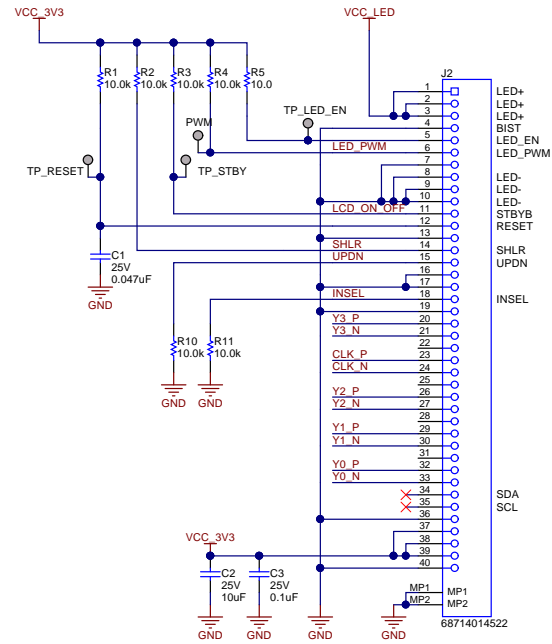 VCC_3V3
VCC_LED
R1
10.0k
R2
10.0k
R3
10.0k
R4
10.0k
R5
10.0
TP_LED_EN
PWM
TP_RESET
TP_STBY
LED_PWM
LCD_ON_OFF
SHLR
UPDN
INSEL
C1
25V
0.047uF
GND
R10
10.0k
R11
10.0k
GND
GND
Y3_P
Y3_N
CLK_P
CLK_N
Y2_P
Y2_N
Y1_P
Y1_N
Y0_P
Y0_N
VCC_3V3
C2
25V
10uF
C3
25V
0.1uF
GND
GND
GND
GND
J2
1 LED+
2 LED+
3 LED+
4 BIST
5 LED_EN
6 LED_PWM
7
8 LED-
9 LED-
10 LED-
11 STBYB
12 RESET
13
14 SHLR
15 UPDN
16
17
18 INSEL
19
20
21
22
23
24
25
26
27
28
29
30
31
32
33
34 SDA
35 SCL
36
37
38
39
40
MP1 MP1
MP2 MP2
68714014522